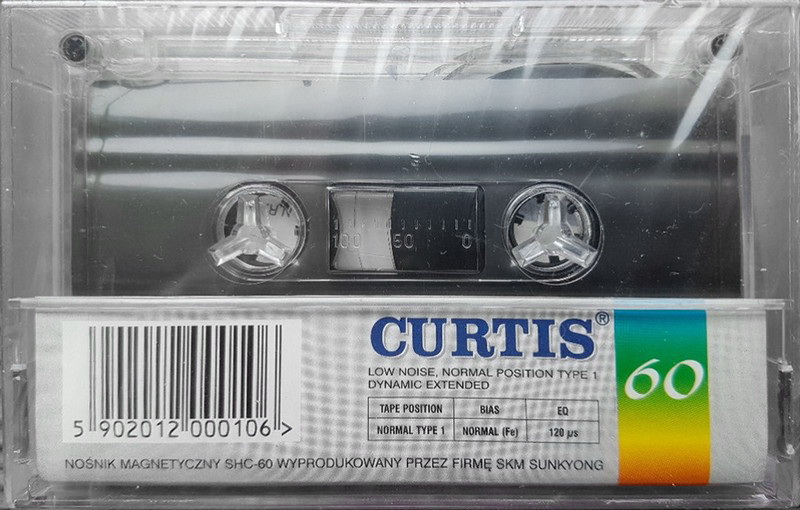 100 50 0
CURTIS®
LOW NOISE, NORMAL POSITION TYPE 1
DYNAMIC EXTENDED
60
TAPE POSITION BIAS EQ
NORMAL TYPE 1 NORMAL (Fe) 120 µs
5 902012 000106 >
NOŚNIK MAGNETYCZNY SHC-60 WYPRODUKOWANY PRZEZ FIRMĘ SKM SUNKYONG